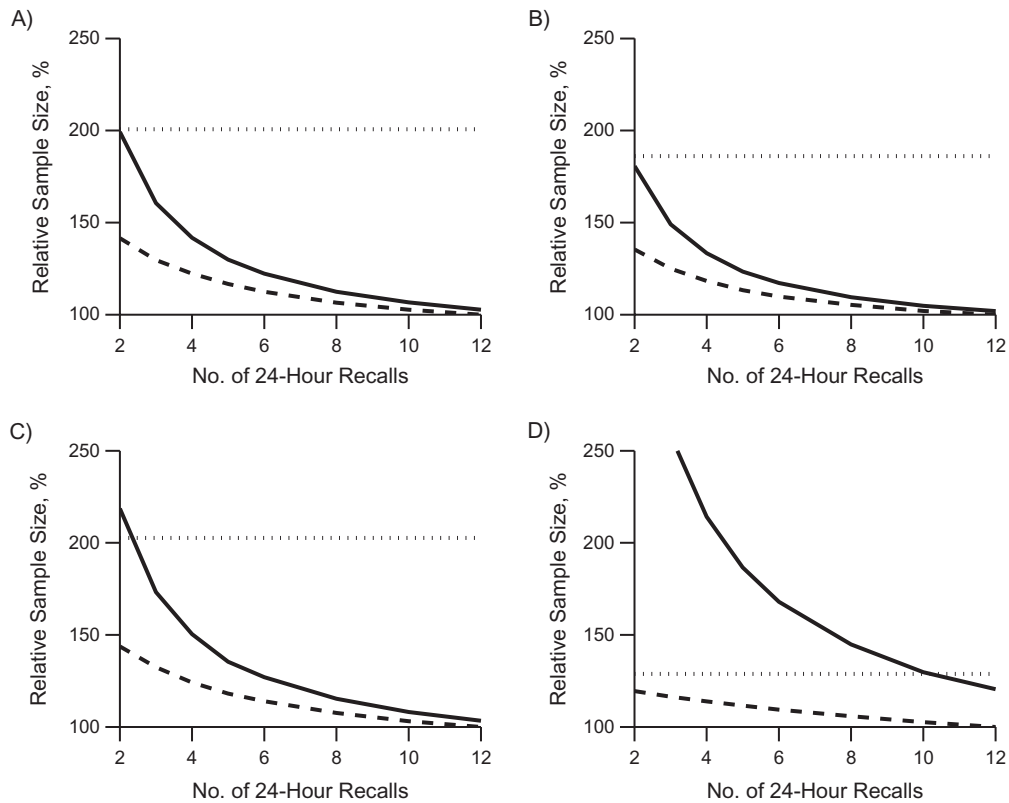 A)
250
200
150
100
Relative Sample Size, %
2 4 6 8 10 12
No. of 24-Hour Recalls
B)
250
200
150
100
Relative Sample Size, %
2 4 6 8 10 12
No. of 24-Hour Recalls
C)
250
200
150
100
Relative Sample Size, %
2 4 6 8 10 12
No. of 24-Hour Recalls
D)
250
200
150
100
Relative Sample Size, %
2 4 6 8 10 12
No. of 24-Hour Recalls